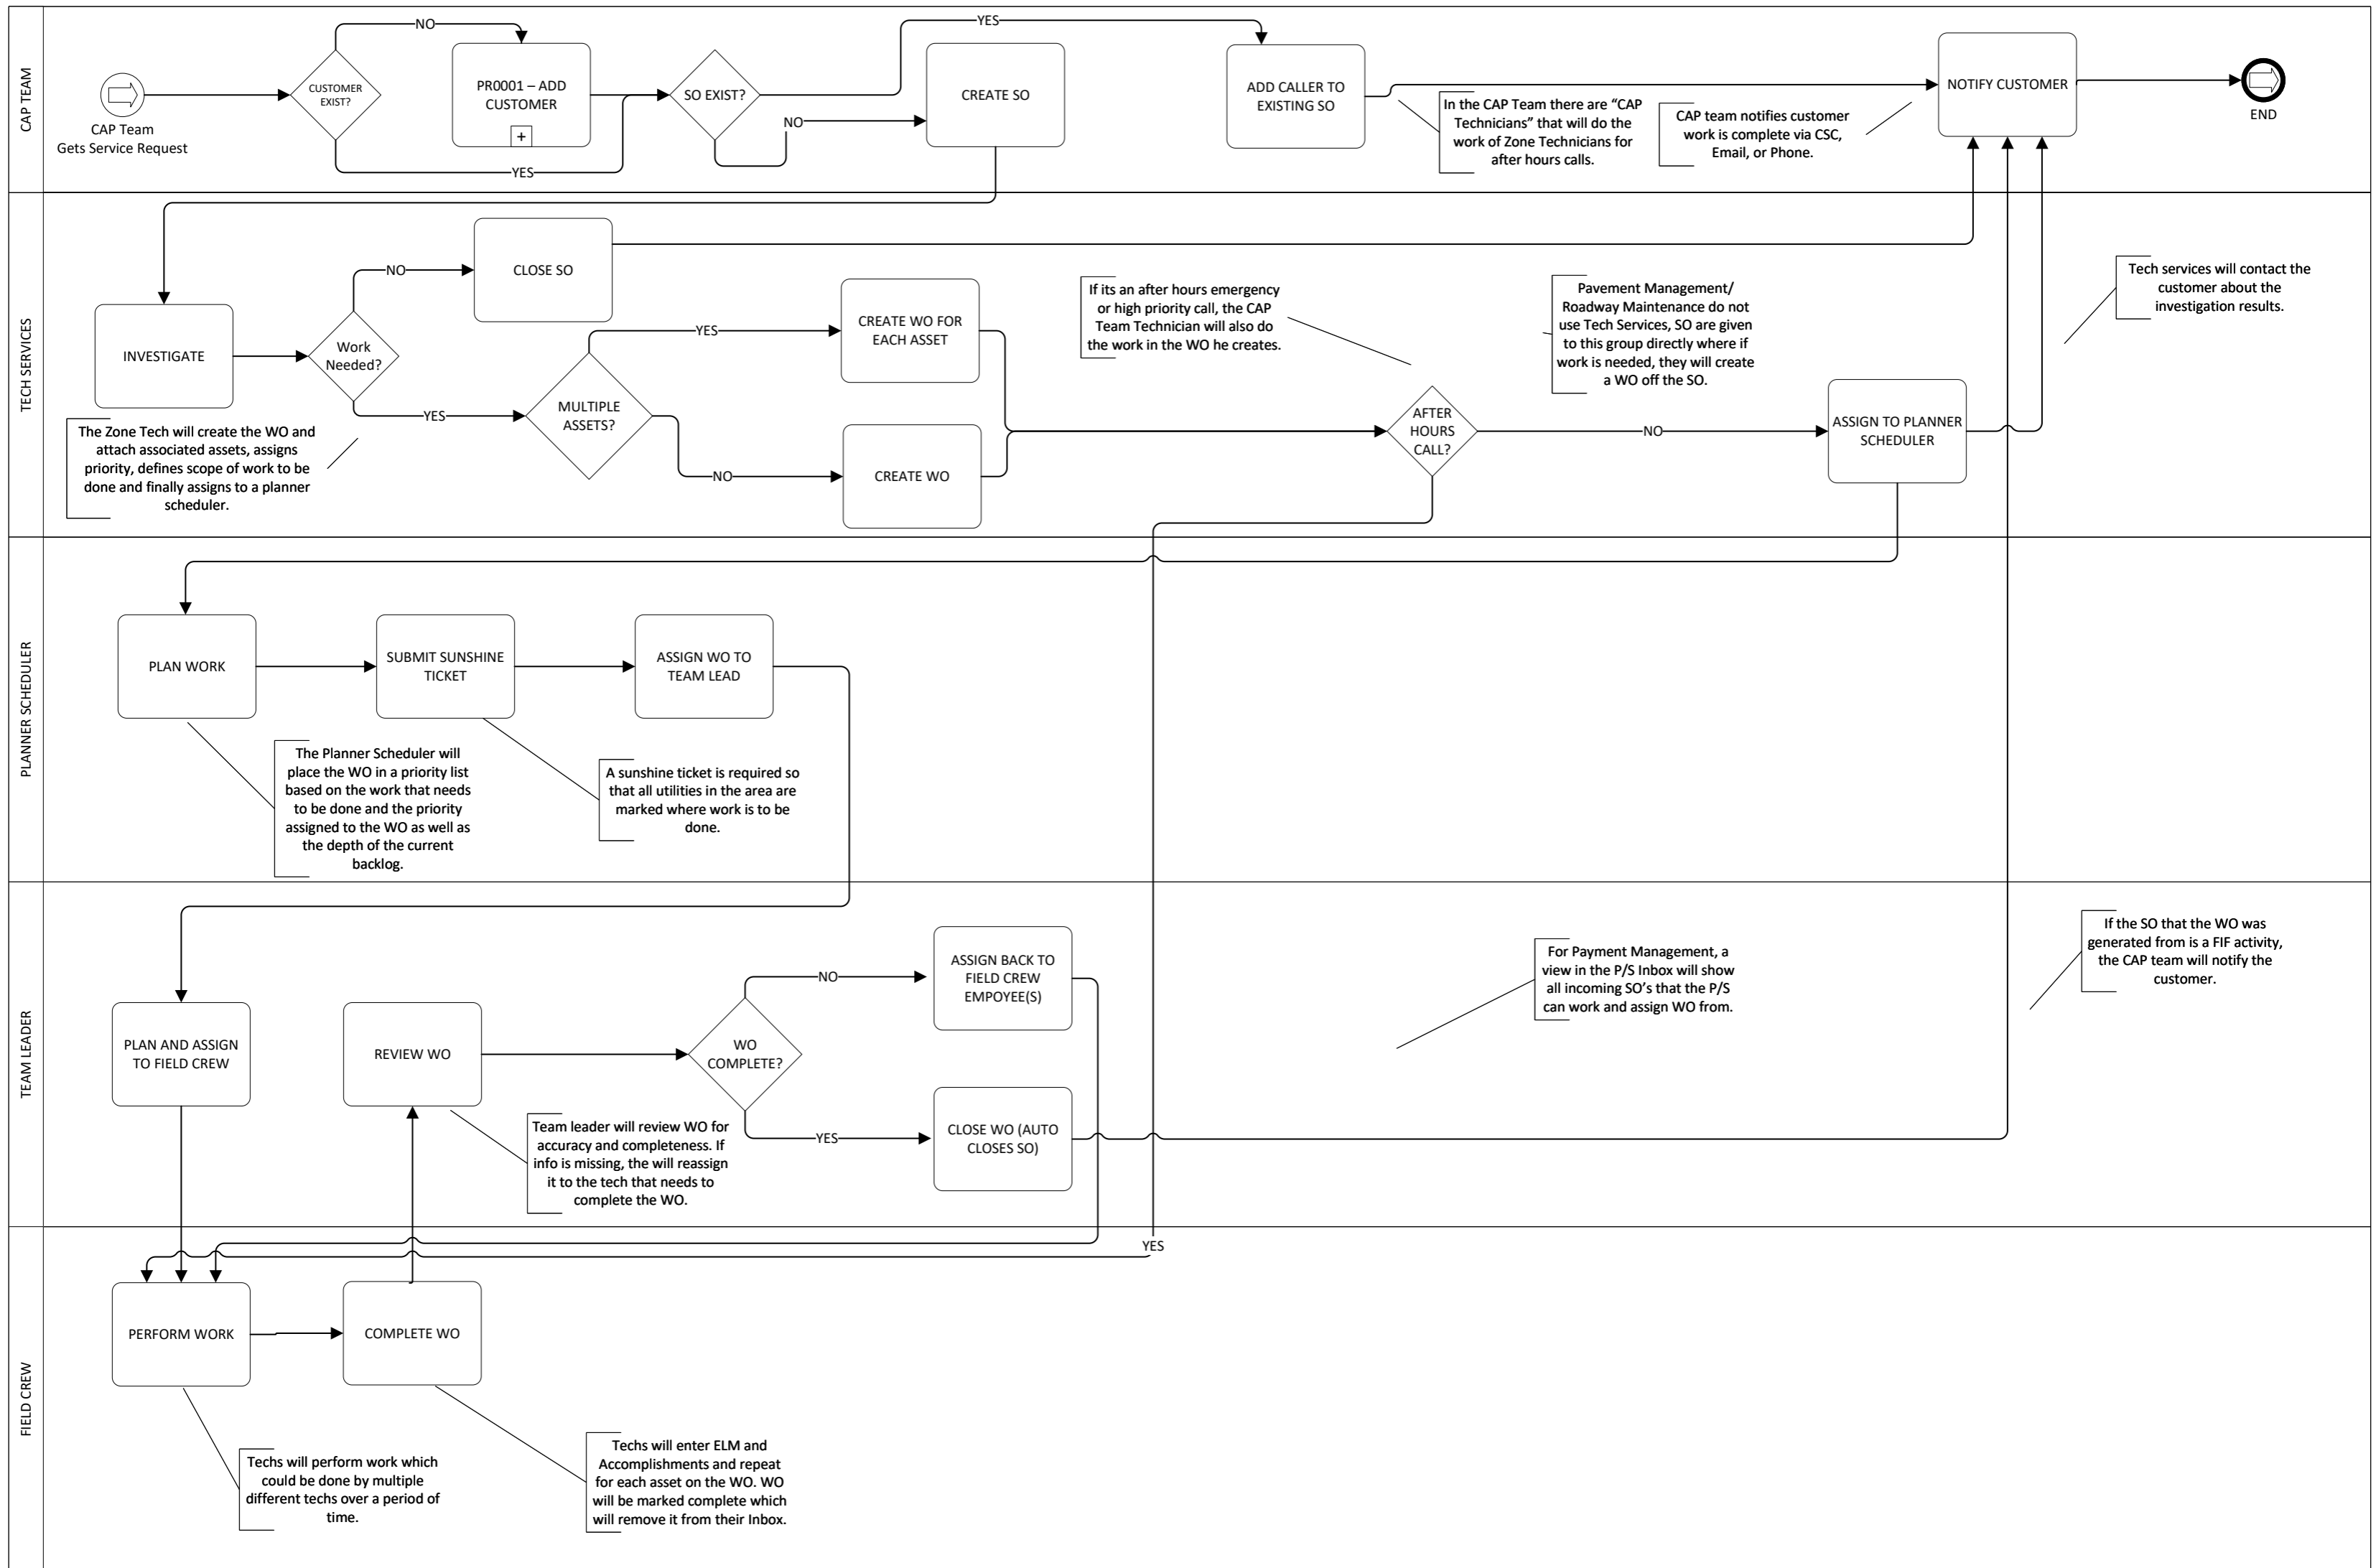 CAP TEAM
CAP Team
Gets Service Request
CUSTOMER
EXIST?
NO
YES
PR0001 – ADD
CUSTOMER
+
SO EXIST?
YES
NO
CREATE SO
ADD CALLER TO
EXISTING SO
In the CAP Team there are “CAP
Technicians” that will do the
work of Zone Technicians for
after hours calls.
CAP team notifies customer
work is complete via CSC,
Email, or Phone.
NOTIFY CUSTOMER
END
TECH SERVICES
INVESTIGATE
The Zone Tech will create the WO and
attach associated assets, assigns
priority, defines scope of work to be
done and finally assigns to a planner
scheduler.
Work
Needed?
NO
YES
CLOSE SO
MULTIPLE
ASSETS?
YES
NO
CREATE WO FOR
EACH ASSET
CREATE WO
If its an after hours emergency
or high priority call, the CAP
Team Technician will also do
the work in the WO he creates.
AFTER
HOURS
CALL?
NO
Pavement Management/
Roadway Maintenance do not
use Tech Services, SO are given
to this group directly where if
work is needed, they will create
a WO off the SO.
ASSIGN TO PLANNER
SCHEDULER
Tech services will contact the
customer about the
investigation results.
PLANNER SCHEDULER
PLAN WORK
SUBMIT SUNSHINE
TICKET
ASSIGN WO TO
TEAM LEAD
The Planner Scheduler will
place the WO in a priority list
based on the work that needs
to be done and the priority
assigned to the WO as well as
the depth of the current
backlog.
A sunshine ticket is required so
that all utilities in the area are
marked where work is to be
done.
TEAM LEADER
PLAN AND ASSIGN
TO FIELD CREW
REVIEW WO
Team leader will review WO for
accuracy and completeness. If
info is missing, the will reassign
it to the tech that needs to
complete the WO.
WO
COMPLETE?
NO
YES
ASSIGN BACK TO
FIELD CREW
EMPOYEE(S)
CLOSE WO (AUTO
CLOSES SO)
For Payment Management, a
view in the P/S Inbox will show
all incoming SO’s that the P/S
can work and assign WO from.
If the SO that the WO was
generated from is a FIF activity,
the CAP team will notify the
customer.
FIELD CREW
YES
PERFORM WORK
COMPLETE WO
Techs will perform work which
could be done by multiple
different techs over a period of
time.
Techs will enter ELM and
Accomplishments and repeat
for each asset on the WO. WO
will be marked complete which
will remove it from their Inbox.